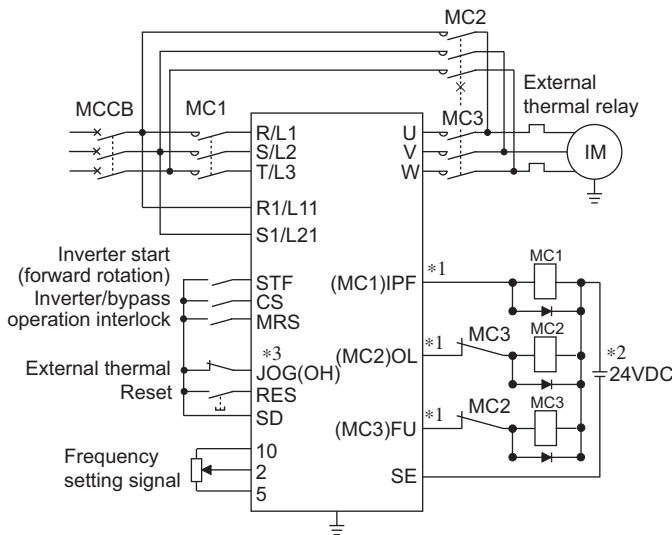 MC2
External
thermal relay
MCCB
MC1
MC3
R/L1
S/L2
T/L3
R1/L11
S1/L21
U
V
W
IM
Inverter start
(forward rotation)
Inverter/bypass
operation interlock
STF
CS
MRS
*3
External thermal
JOG(OH)
Reset
RES
SD
Frequency
setting signal
10
2
5
(MC1)IPF
*1
MC1
(MC2)OL
*1
MC3
MC2
*2
24VDC
(MC3)FU
*1
MC2
MC3
SE